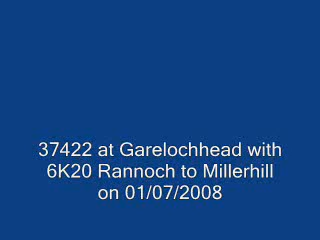 37422 at Garelochhead with
6K20 Rannoch to Millerhill
on 01/07/2008